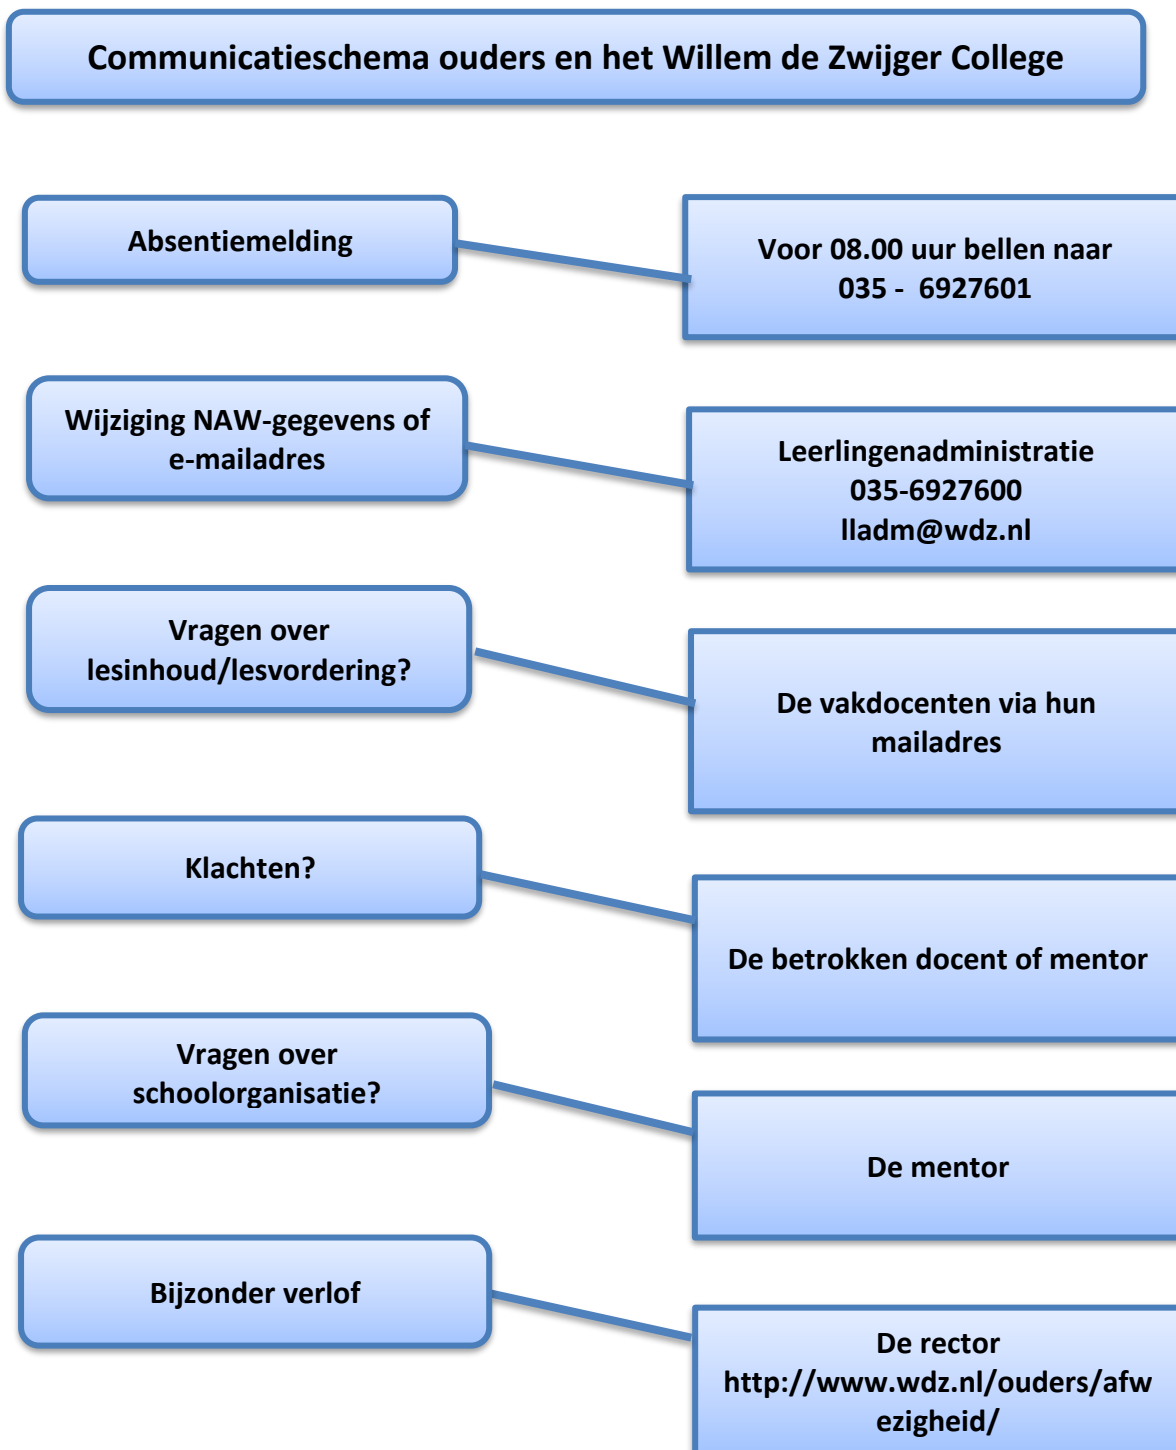 Communicatieschema ouders en het Willem de Zwijger College
Absentiemelding
Voor 08.00 uur bellen naar
035 - 6927601
Wijziging NAW-gegevens of
e-mailadres
Leerlingenadministratie
035-6927600
lladm@wdz.nl
Vragen over
lesinhoud/lesvordering?
De vakdocenten via hun
mailadres
Klachten?
De betrokken docent of mentor
Vragen over
schoolorganisatie?
De mentor
Bijzonder verlof
De rector
http://www.wdz.nl/ouders/afw
ezigheid/